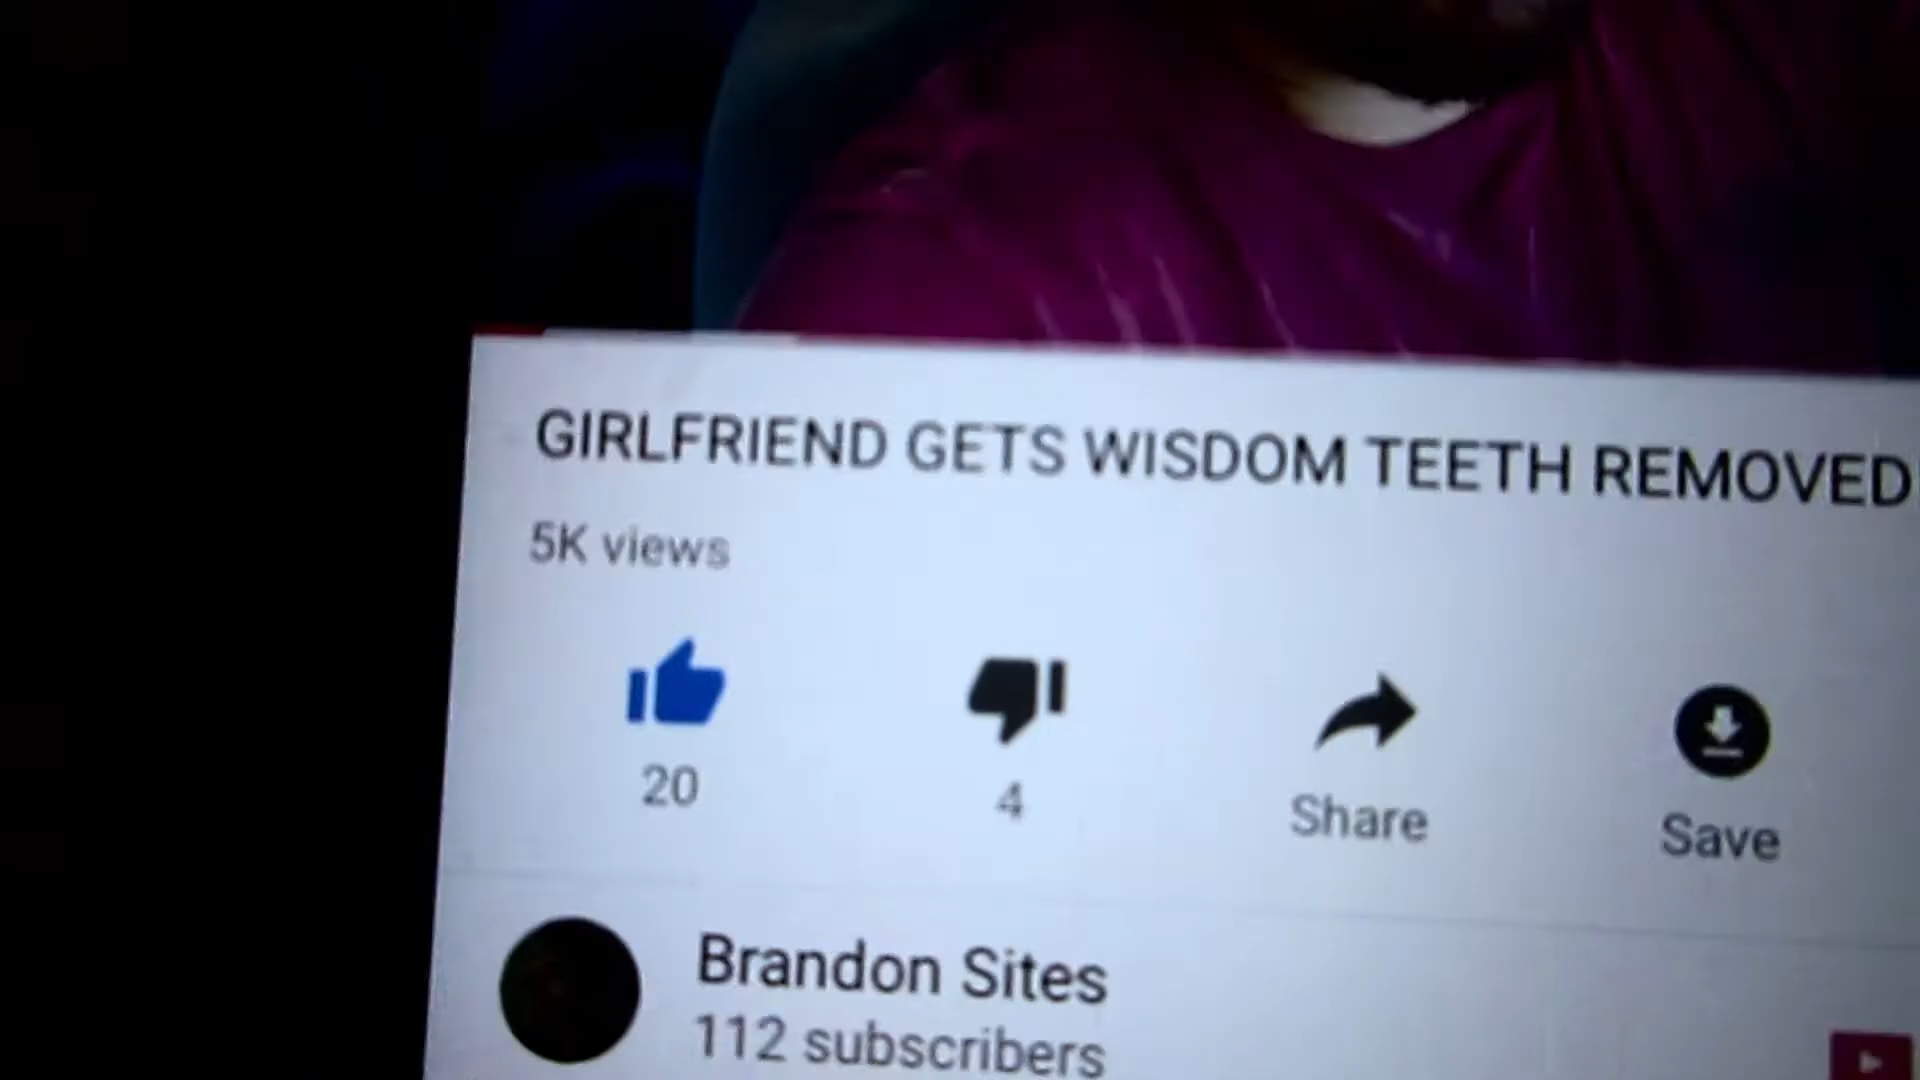 GIRLFRIEND GETS WISDOM TEETH REMOVED
5K views
20
4
Share
Save
Brandon Sites
112 subscribers